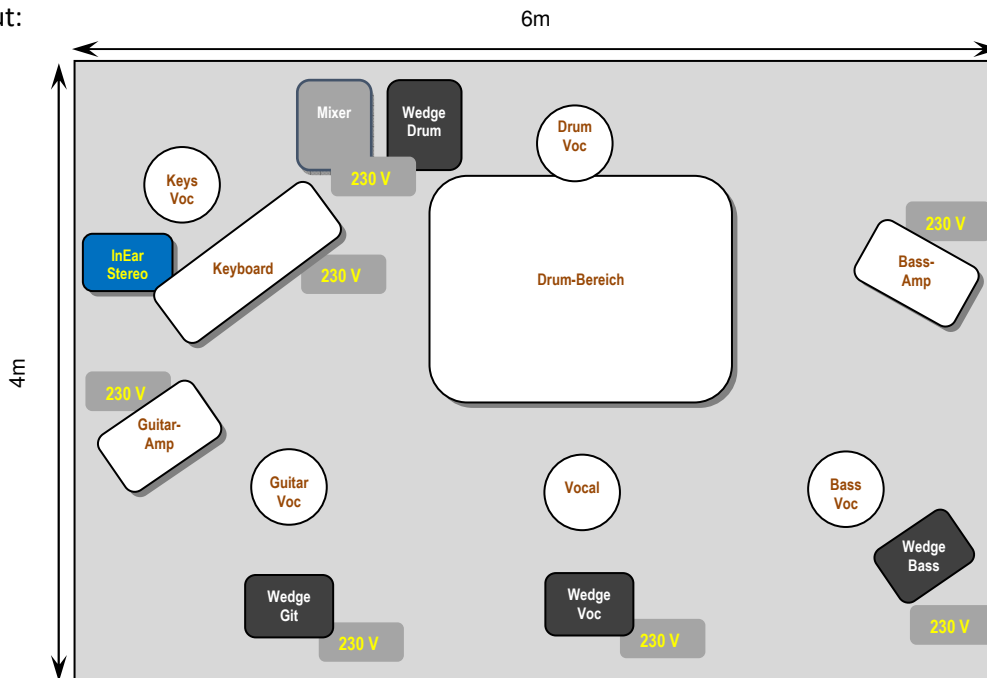 ut:
6m
4m
Mixer
Wedge
Drum
230 V
Drum
Voc
Keys
Voc
InEar
Stereo
Keyboard
230 V
Drum-Bereich
230 V
Bass-
Amp
230 V
Guitar-
Amp
Guitar
Voc
Vocal
Bass
Voc
Wedge
Git
230 V
Wedge
Voc
230 V
Wedge
Bass
230 V